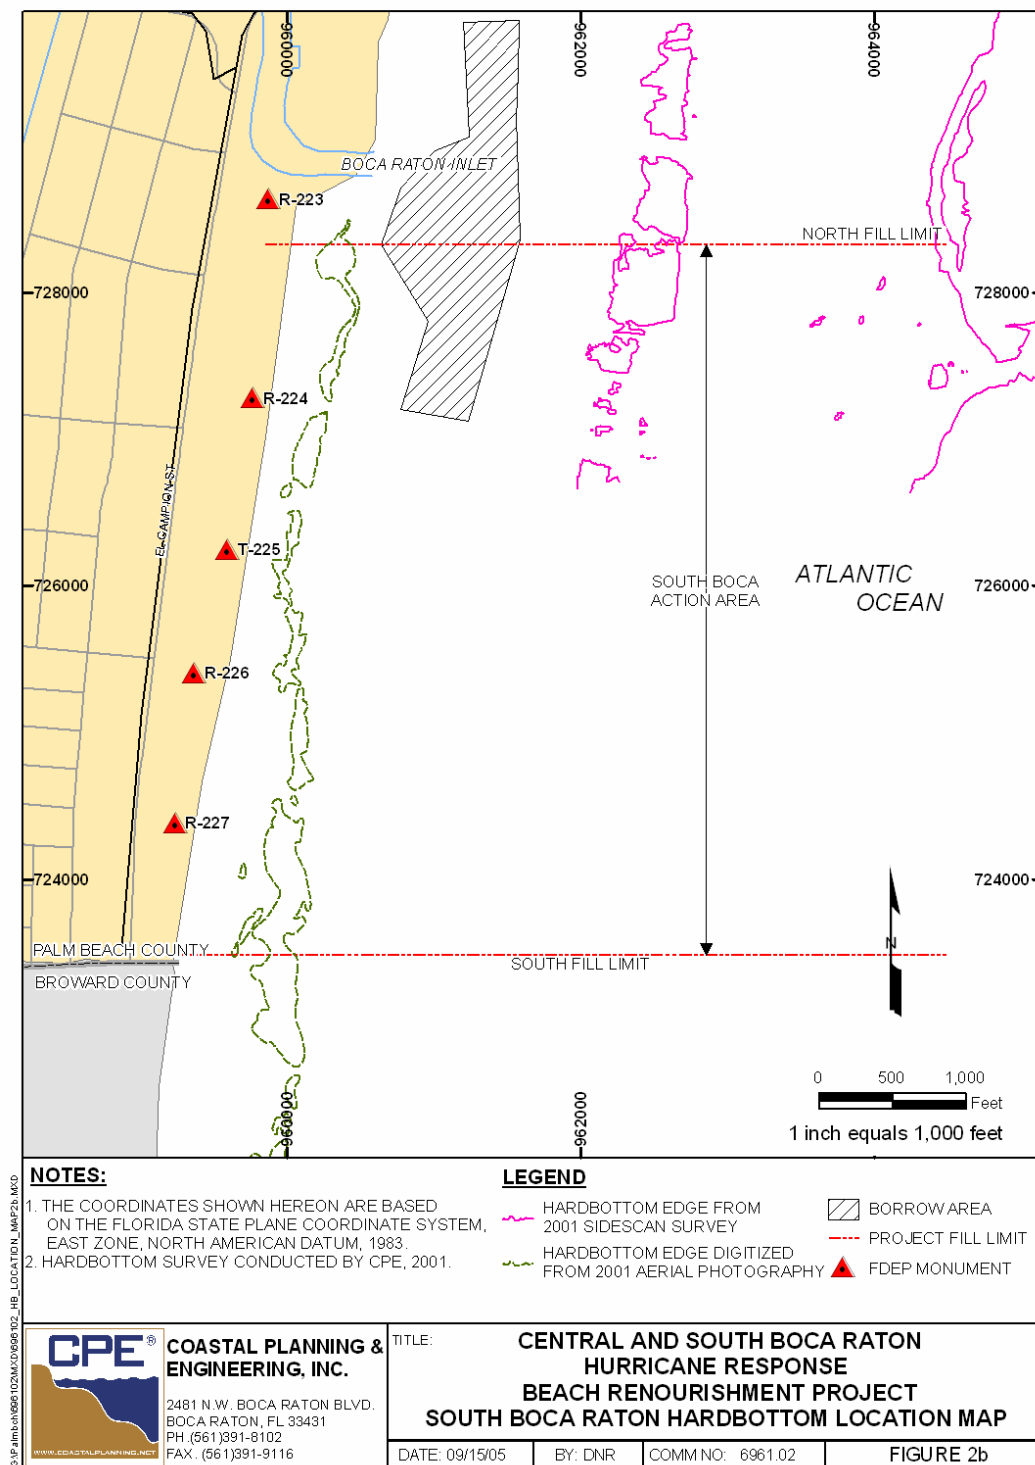 960000
962000
964000
BOCA RATON INLET
R-223
NORTH FILL LIMIT
728000
728000
R-224
EL CAMPION ST
T-225
726000
726000
SOUTH BOCA
ACTION AREA
ATLANTIC
OCEAN
R-226
R-227
724000
724000
N
PALM BEACH COUNTY
SOUTH FILL LIMIT
BROWARD COUNTY
0 500 1,000
Feet
1 inch equals 1,000 feet
960000
962000
NOTES:
1. THE COORDINATES SHOWN HEREON ARE BASED
ON THE FLORIDA STATE PLANE COORDINATE SYSTEM,
EAST ZONE, NORTH AMERICAN DATUM, 1983.
2. HARDBOTTOM SURVEY CONDUCTED BY CPE, 2001.
LEGEND
HARDBOTTOM EDGE FROM
2001 SIDESCAN SURVEY
HARDBOTTOM EDGE DIGITIZED
FROM 2001 AERIAL PHOTOGRAPHY
BORROW AREA
PROJECT FILL LIMIT
FDEP MONUMENT
CPE®
WWW.COASTALPLANNING.NET
COASTAL PLANNING &
ENGINEERING, INC.
2481 N.W. BOCA RATON BLVD.
BOCA RATON, FL 33431
PH.(561)391-8102
FAX. (561)391-9116
TITLE:
CENTRAL AND SOUTH BOCA RATON
HURRICANE RESPONSE
BEACH RENOURISHMENT PROJECT
SOUTH BOCA RATON HARDBOTTOM LOCATION MAP
DATE: 09/15/05
BY: DNR
COMM NO: 6961.02
FIGURE 2b